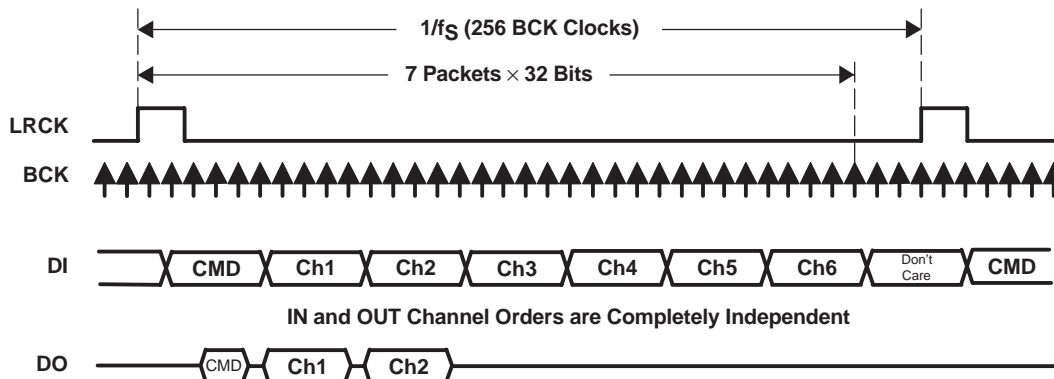 1/fS (256 BCK Clocks)
7 Packets × 32 Bits
LRCK
BCK
DI CMD Ch1 Ch2 Ch3 Ch4 Ch5 Ch6 Don't Care CMD
IN and OUT Channel Orders are Completely Independent
DO CMD Ch1 Ch2